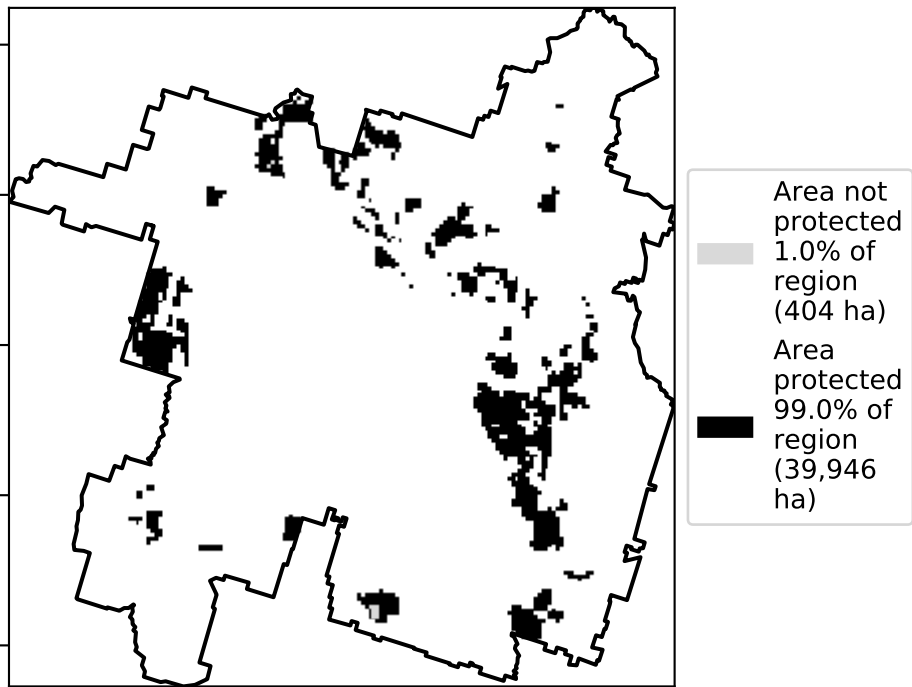 Area not
protected
1.0% of
region
(404 ha)
Area
protected
99.0% of
region
(39,946
ha)